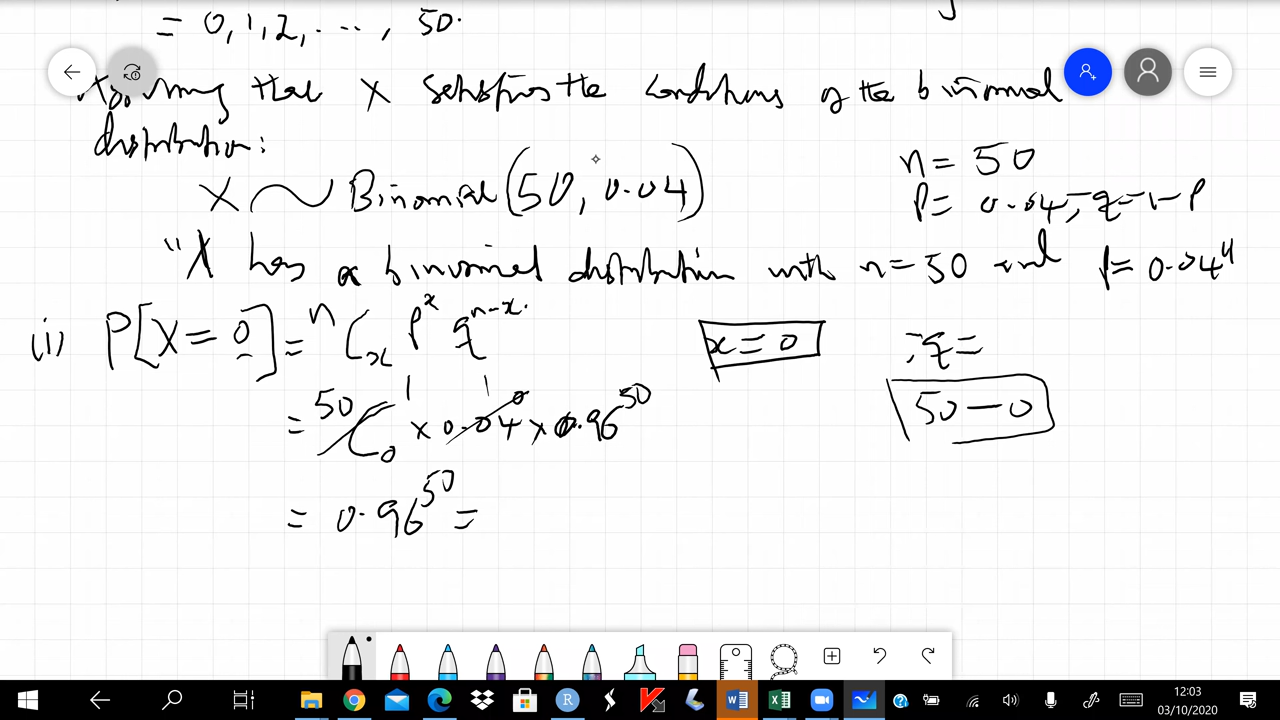 = 0, 1, 2, ..., 50.
Assuming that X satisfies the conditions of the binomial
distribution:
X ~ Binomial (50, 0.04)
n = 50
P = 0.04, q = 1 - P
"X has a binomial distribution with n = 50 and P = 0.04"
(i) P[X = 0] = ⁿCₓ pˣ qⁿ⁻ˣ.
x = 0
; q =
= ⁵⁰C₀ 1 × 0.04⁰ 1 × 0.96⁵⁰
50 - 0
= 0.96⁵⁰ =
12:03
03/10/2020